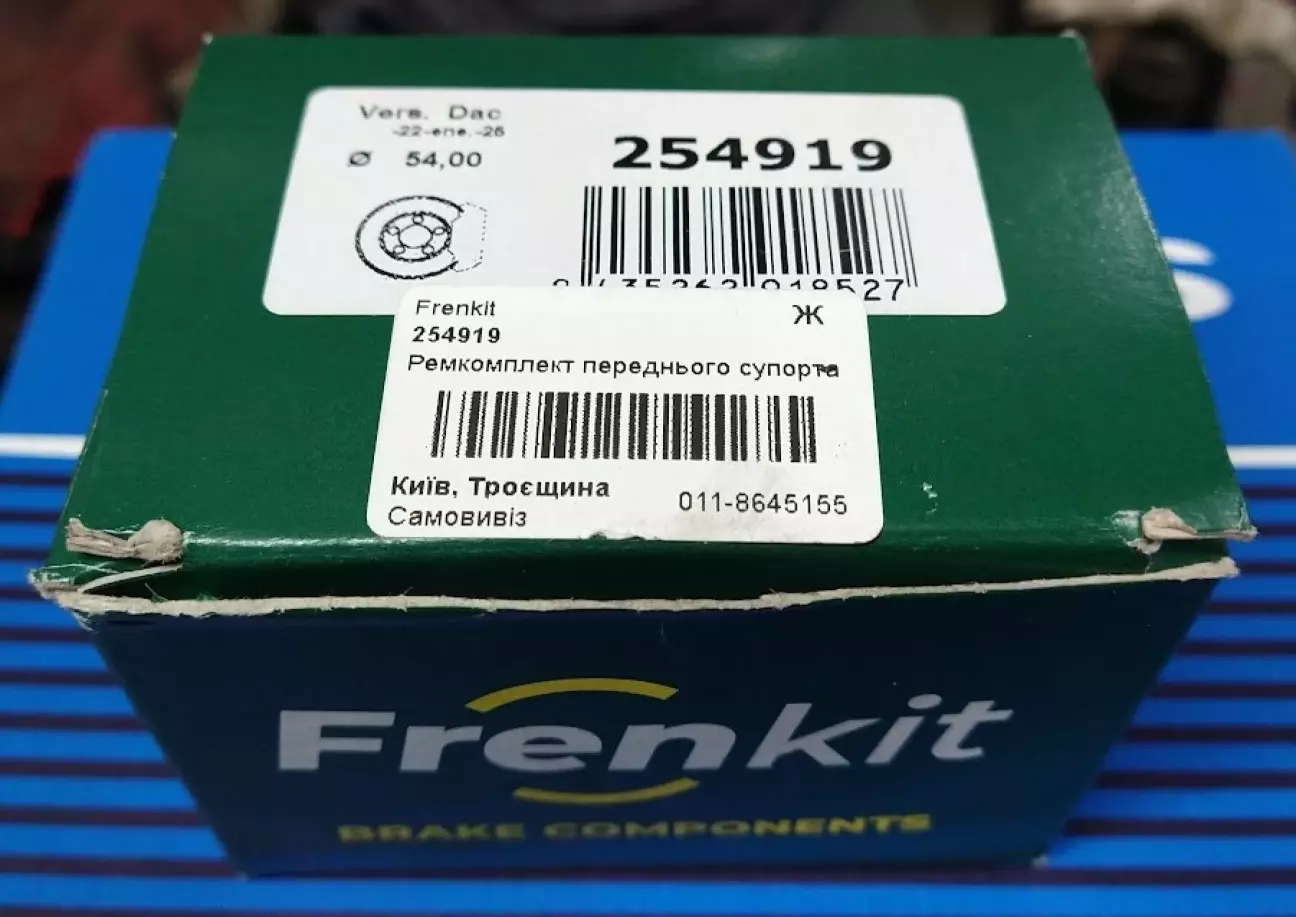 Vers. Dac
-22-ene.-25
Ø 54,00
254919
Frenkit
Ж
254919
Ремкомплект переднього супорта
Київ, Троєщина
011-8645155
Самовивіз
Frenkit
BRAKE COMPONENTS